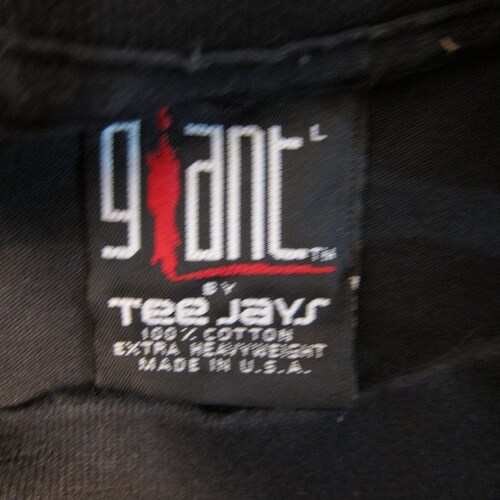 giant L
TM
BY
Tee JAYS
100% COTTON
EXTRA HEAVYWEIGHT
MADE IN U.S.A.